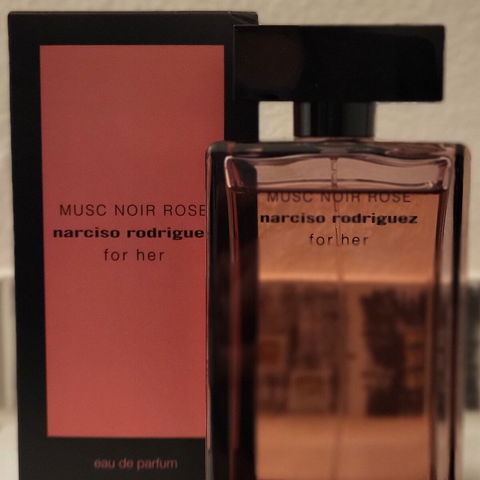 MUSC NOIR ROSE
narciso rodrigue
for her
eau de parfum
MUSC NOIR ROSE
narciso rodriguez
for her